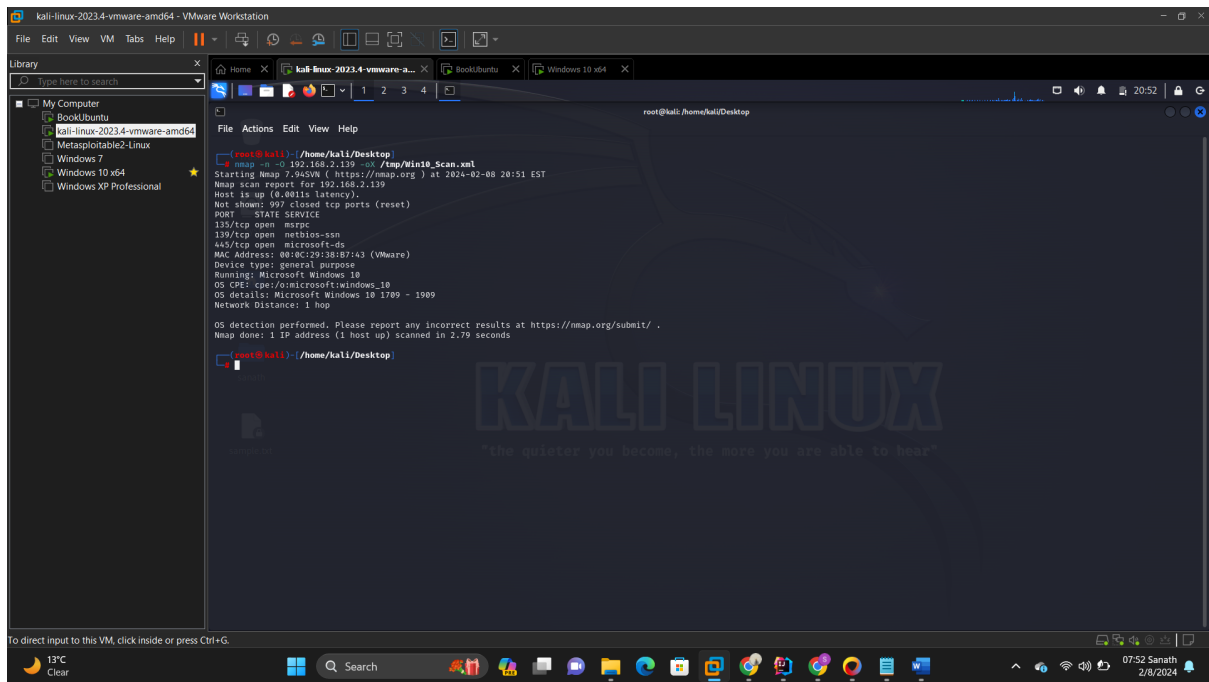 kali-linux-2023.4-vmware-amd64 - VMware Workstation
File Edit View VM Tabs Help
Library X
Type here to search
My Computer
BookUbuntu
kali-linux-2023.4-vmware-amd64
Metasploitable2-Linux
Windows 7
Windows 10 x64
Windows XP Professional
Home kali-linux-2023.4-vmware-a... BookUbuntu Windows 10 x64
1 2 3 4 20:52
root@kali: /home/kali/Desktop
File Actions Edit View Help
(root㉿kali)-[/home/kali/Desktop]
# nmap -n -O 192.168.2.139 -oX /tmp/Win10_Scan.xml
Starting Nmap 7.94SVN ( https://nmap.org ) at 2024-02-08 20:51 EST
Nmap scan report for 192.168.2.139
Host is up (0.0011s latency).
Not shown: 997 closed tcp ports (reset)
PORT STATE SERVICE
135/tcp open msrpc
139/tcp open netbios-ssn
445/tcp open microsoft-ds
MAC Address: 00:0C:29:38:B7:43 (VMware)
Device type: general purpose
Running: Microsoft Windows 10
OS CPE: cpe:/o:microsoft:windows_10
OS details: Microsoft Windows 10 1709 - 1909
Network Distance: 1 hop
OS detection performed. Please report any incorrect results at https://nmap.org/submit/ .
Nmap done: 1 IP address (1 host up) scanned in 2.79 seconds
(root㉿kali)-[/home/kali/Desktop]
#
KALI LINUX
"the quieter you become, the more you are able to hear"
To direct input to this VM, click inside or press Ctrl+G.
13°C
Clear
Search
07:52 Sanath
2/8/2024